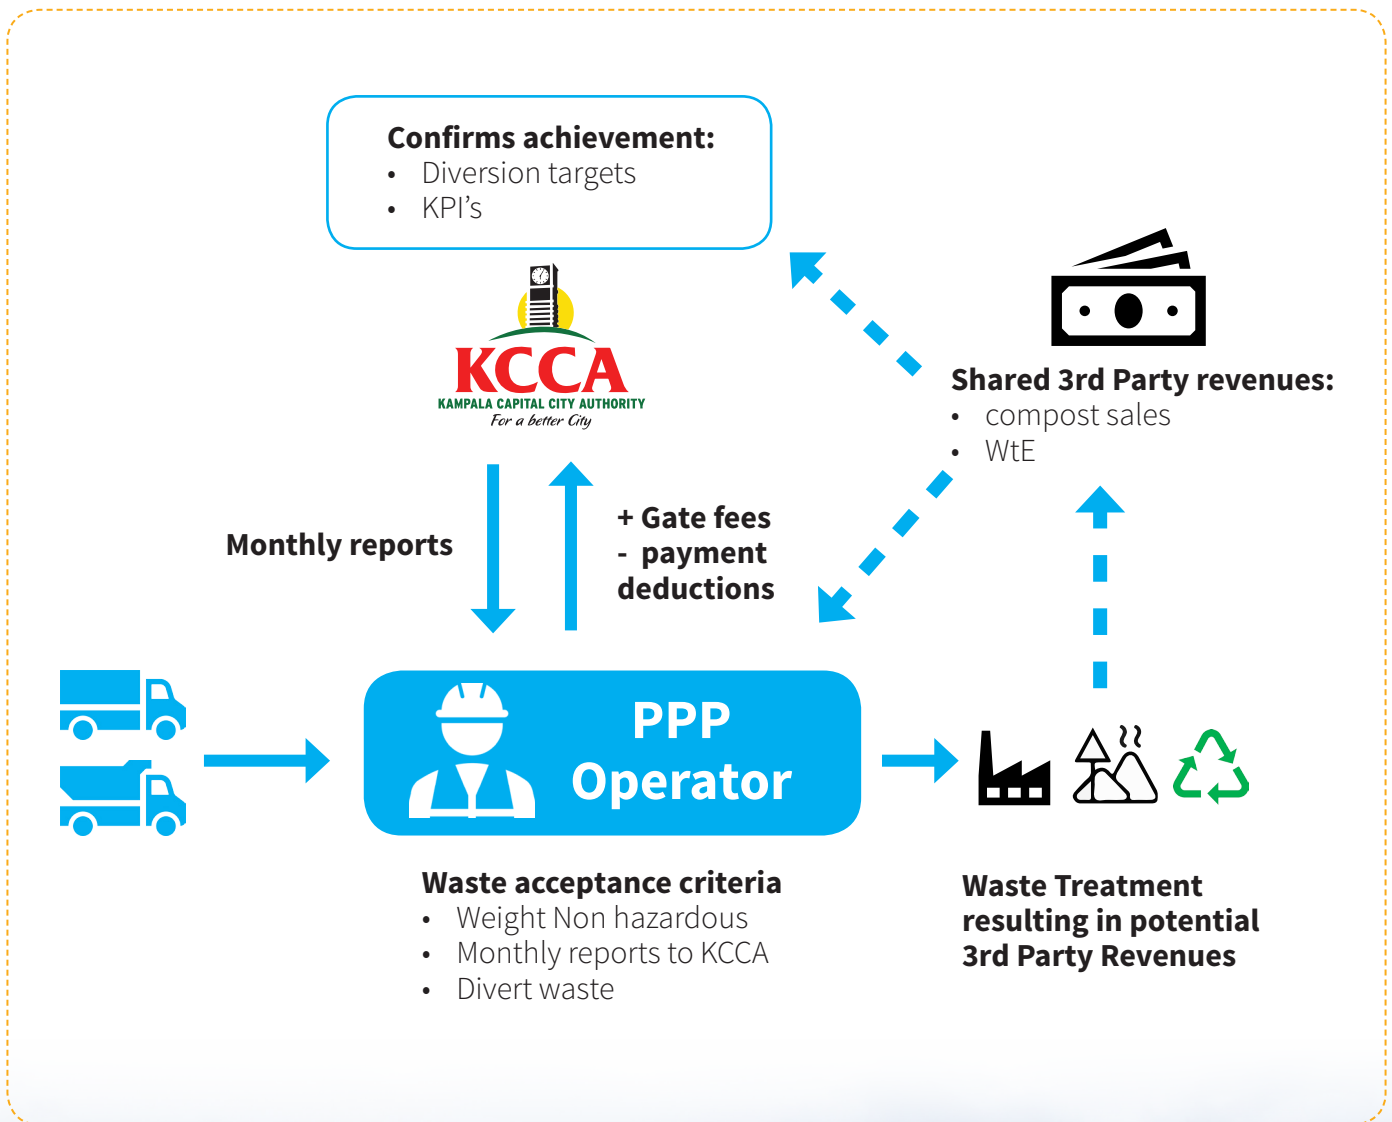 Confirms achievement:
• Diversion targets
• KPI’s
KCCA
KAMPALA CAPITAL CITY AUTHORITY
For a better City
Shared 3rd Party revenues:
• compost sales
• WtE
Monthly reports
+ Gate fees
- payment
deductions
PPP
Operator
Waste acceptance criteria
• Weight Non hazardous
• Monthly reports to KCCA
• Divert waste
Waste Treatment
resulting in potential
3rd Party Revenues